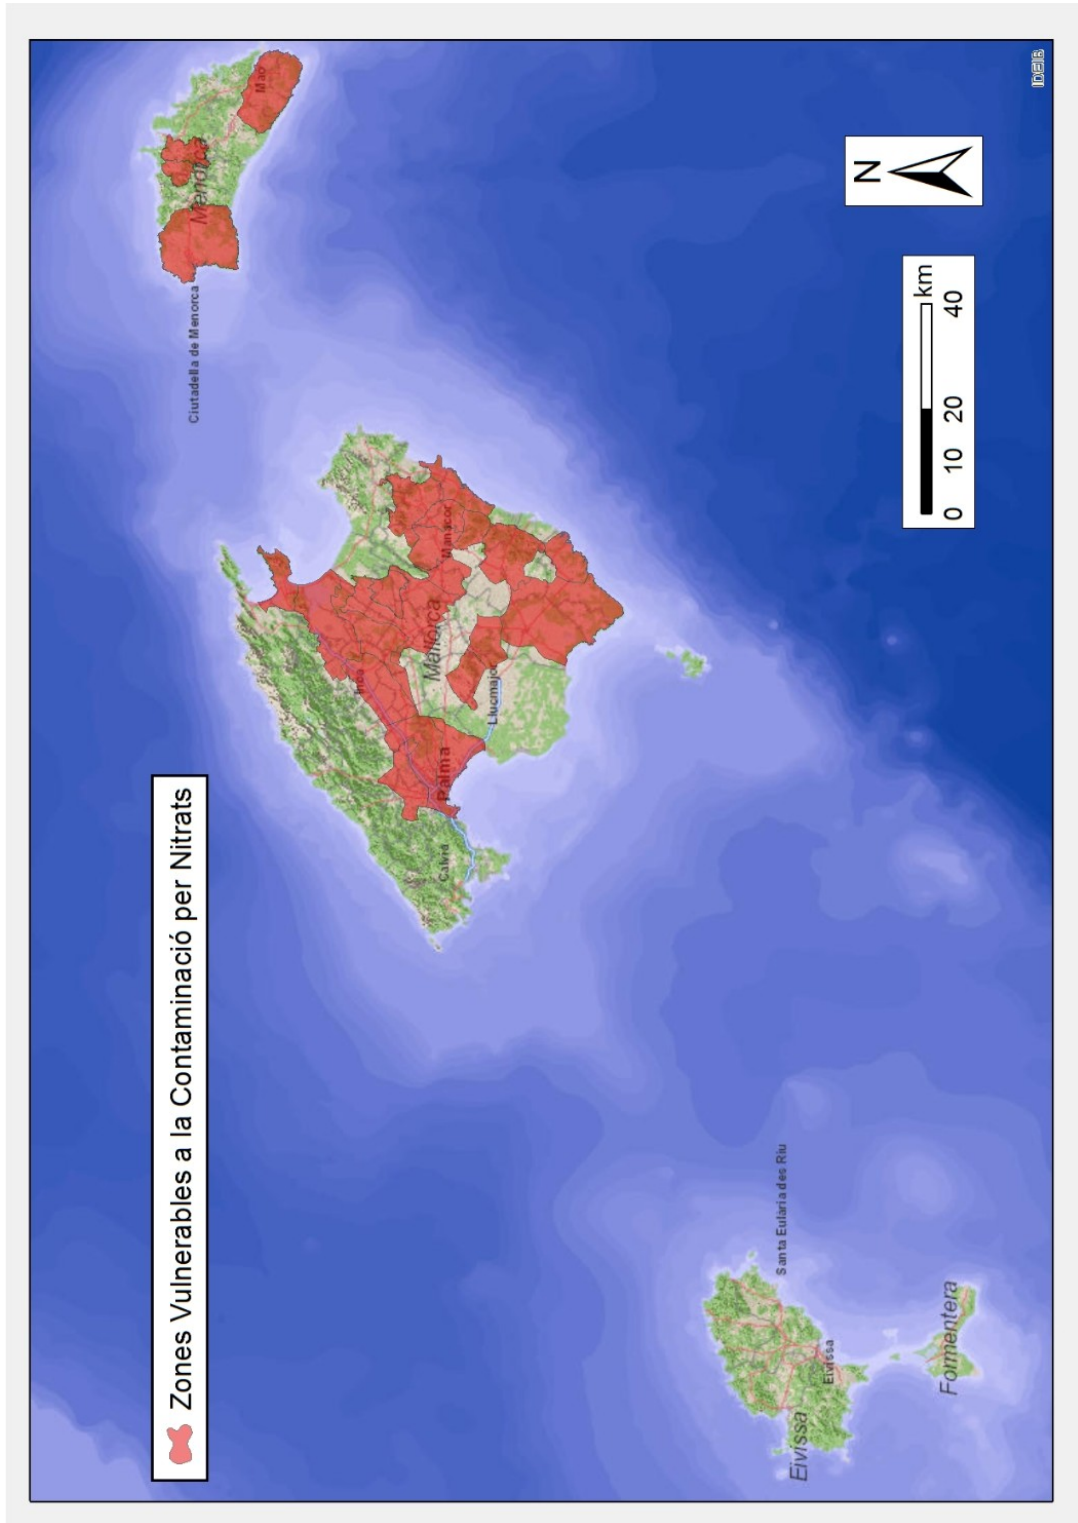 Zones Vulnerables a la Contaminació per Nitrats
Ciutadella de Menorca
Menorca
Mao
Inca
Mallorca
Manacor
Palma
Llucmajor
Calvià
Santa Eulària des Riu
Eivissa
Eivissa
Formentera
N
km
0 10 20 40
IDEIB